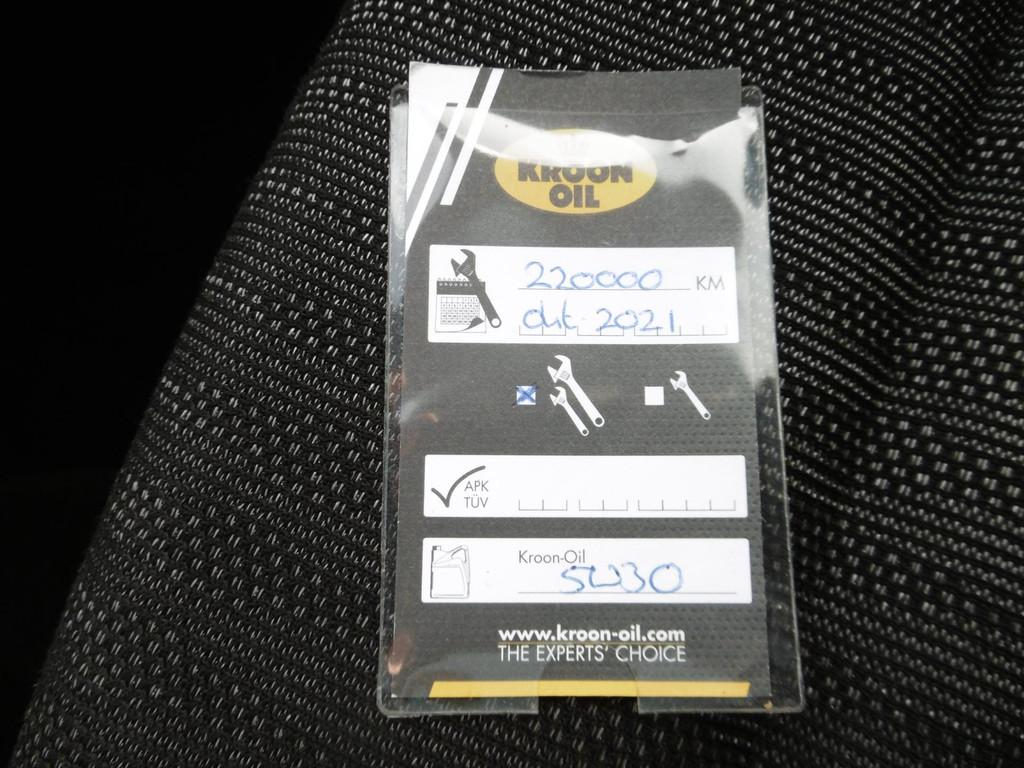 KROON
OIL
220000 KM
okt 2021
APK
TÜV
Kroon-Oil
5W30
www.kroon-oil.com
THE EXPERTS' CHOICE